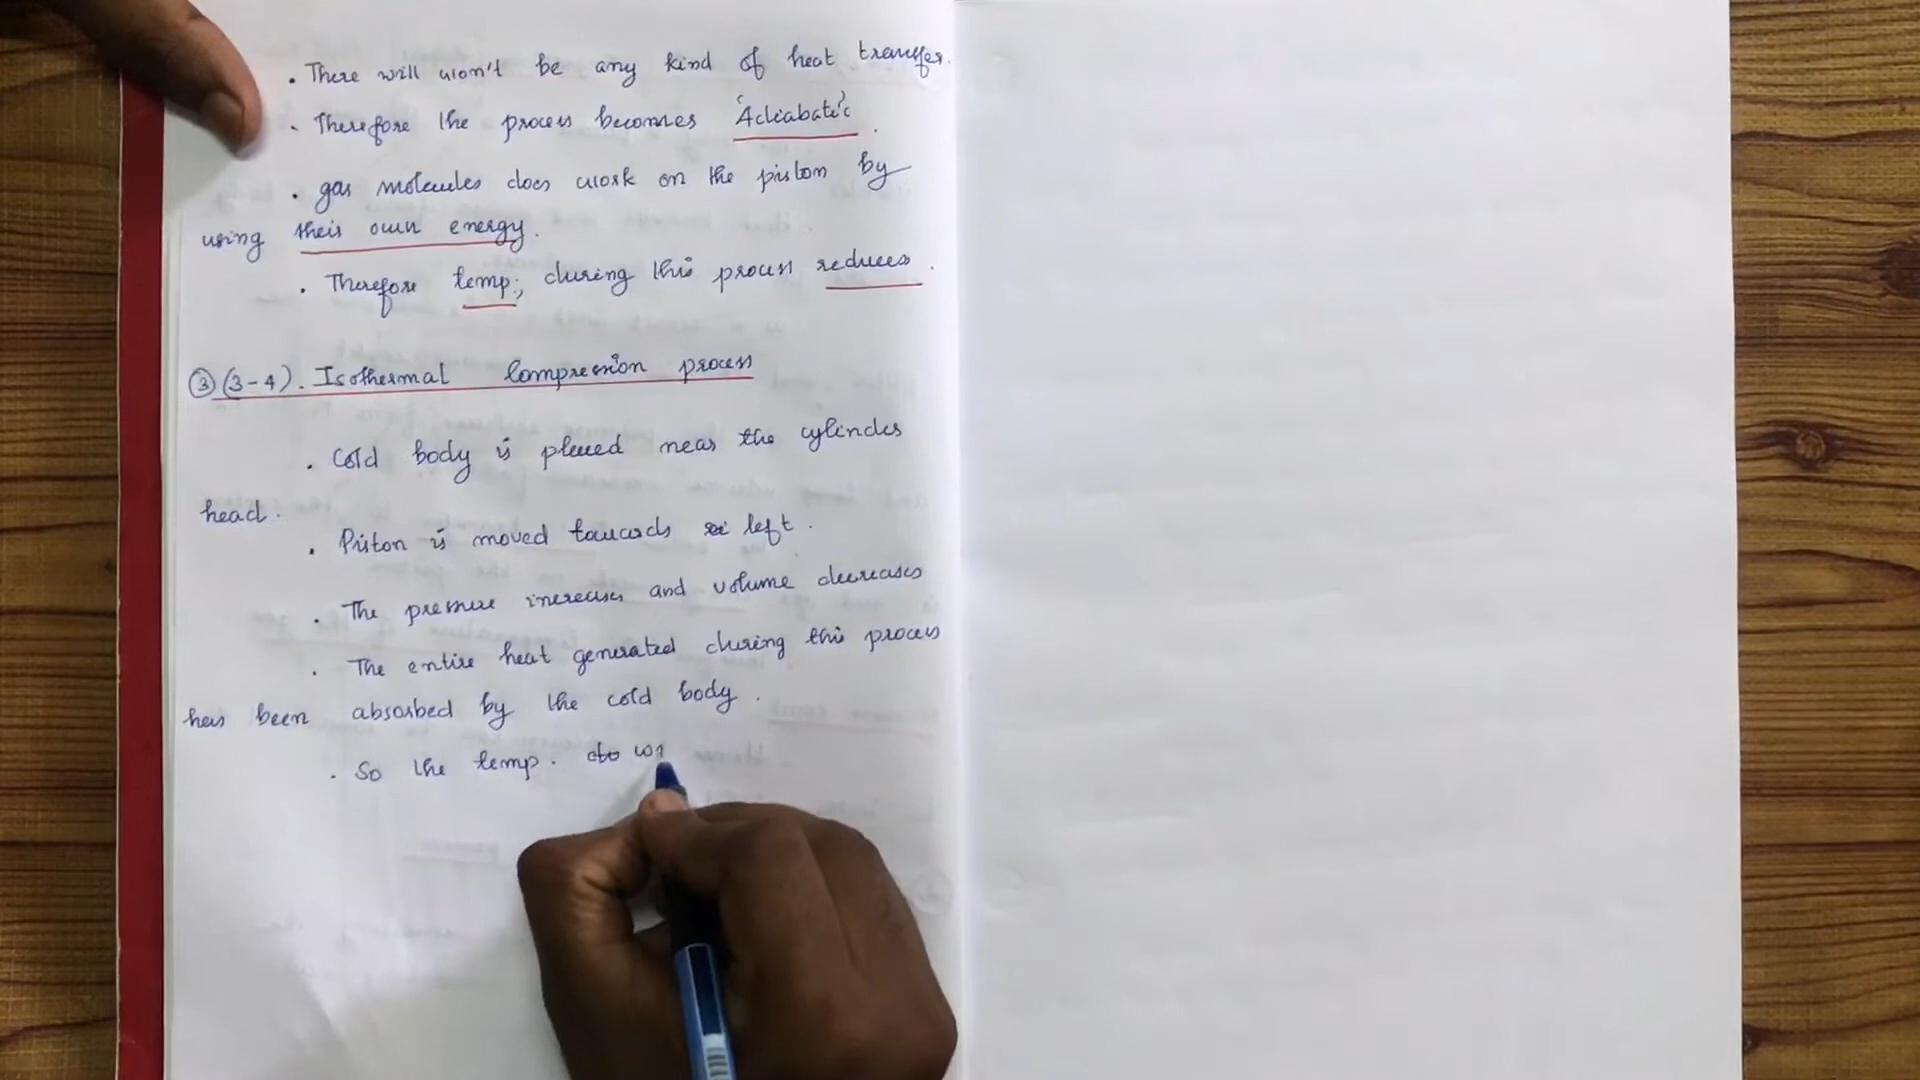 . There will won't be any kind of heat transfer.
. Therefore the process becomes 'Adiabatic'.
. gas molecules does work on the piston by
using their own energy.
. Therefore temp; during this process reduces.
③ (3-4). Isothermal Compression process
. Cold body is placed near the cylinder
head.
. Piston is moved towards left.
. The pressure increases and volume decreases
. The entire heat generated during this process
has been absorbed by the cold body.
. So the temp.